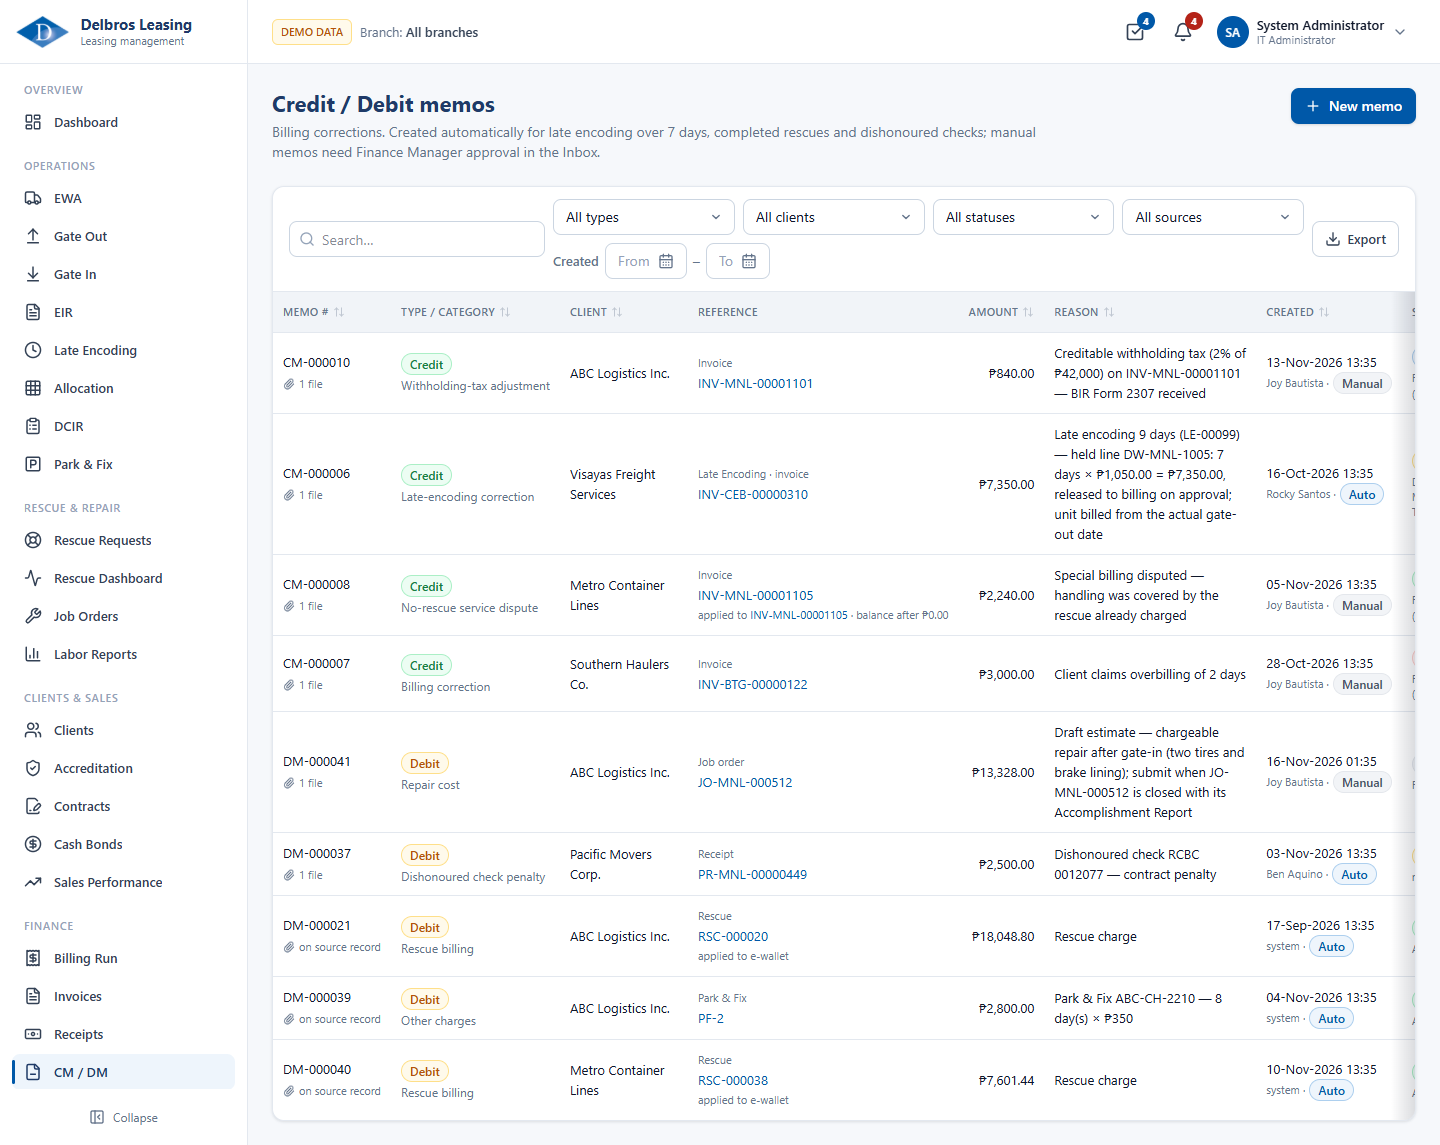 Delbros Leasing
Leasing management
OVERVIEW
Dashboard
OPERATIONS
EWA
Gate Out
Gate In
EIR
Late Encoding
Allocation
DCIR
Park & Fix
RESCUE & REPAIR
Rescue Requests
Rescue Dashboard
Job Orders
Labor Reports
CLIENTS & SALES
Clients
Accreditation
Contracts
Cash Bonds
Sales Performance
FINANCE
Billing Run
Invoices
Receipts
CM / DM
Collapse
DEMO DATA Branch: All branches
4
4
SA
System Administrator
IT Administrator
Credit / Debit memos
Billing corrections. Created automatically for late encoding over 7 days, completed rescues and dishonoured checks; manual
memos need Finance Manager approval in the Inbox.
New memo
Search...
All types
All clients
All statuses
All sources
Created From – To
Export
MEMO # TYPE / CATEGORY CLIENT REFERENCE AMOUNT REASON CREATED
CM-000010
1 file
Credit
Withholding-tax adjustment
ABC Logistics Inc.
Invoice
INV-MNL-00001101
₱840.00
Creditable withholding tax (2% of
₱42,000) on INV-MNL-00001101
— BIR Form 2307 received
13-Nov-2026 13:35
Joy Bautista · Manual
CM-000006
1 file
Credit
Late-encoding correction
Visayas Freight
Services
Late Encoding · invoice
INV-CEB-00000310
₱7,350.00
Late encoding 9 days (LE-00099)
— held line DW-MNL-1005: 7
days × ₱1,050.00 = ₱7,350.00,
released to billing on approval;
unit billed from the actual gate-
out date
16-Oct-2026 13:35
Rocky Santos · Auto
CM-000008
1 file
Credit
No-rescue service dispute
Metro Container
Lines
Invoice
INV-MNL-00001105
applied to INV-MNL-00001105 · balance after ₱0.00
₱2,240.00
Special billing disputed —
handling was covered by the
rescue already charged
05-Nov-2026 13:35
Joy Bautista · Manual
CM-000007
1 file
Credit
Billing correction
Southern Haulers
Co.
Invoice
INV-BTG-00000122
₱3,000.00
Client claims overbilling of 2 days
28-Oct-2026 13:35
Joy Bautista · Manual
DM-000041
1 file
Debit
Repair cost
ABC Logistics Inc.
Job order
JO-MNL-000512
₱13,328.00
Draft estimate — chargeable
repair after gate-in (two tires and
brake lining); submit when JO-
MNL-000512 is closed with its
Accomplishment Report
16-Nov-2026 01:35
Joy Bautista · Manual
DM-000037
1 file
Debit
Dishonoured check penalty
Pacific Movers
Corp.
Receipt
PR-MNL-00000449
₱2,500.00
Dishonoured check RCBC
0012077 — contract penalty
03-Nov-2026 13:35
Ben Aquino · Auto
DM-000021
on source record
Debit
Rescue billing
ABC Logistics Inc.
Rescue
RSC-000020
applied to e-wallet
₱18,048.80
Rescue charge
17-Sep-2026 13:35
system · Auto
DM-000039
on source record
Debit
Other charges
ABC Logistics Inc.
Park & Fix
PF-2
₱2,800.00
Park & Fix ABC-CH-2210 — 8
day(s) × ₱350
04-Nov-2026 13:35
system · Auto
DM-000040
on source record
Debit
Rescue billing
Metro Container
Lines
Rescue
RSC-000038
applied to e-wallet
₱7,601.44
Rescue charge
10-Nov-2026 13:35
system · Auto